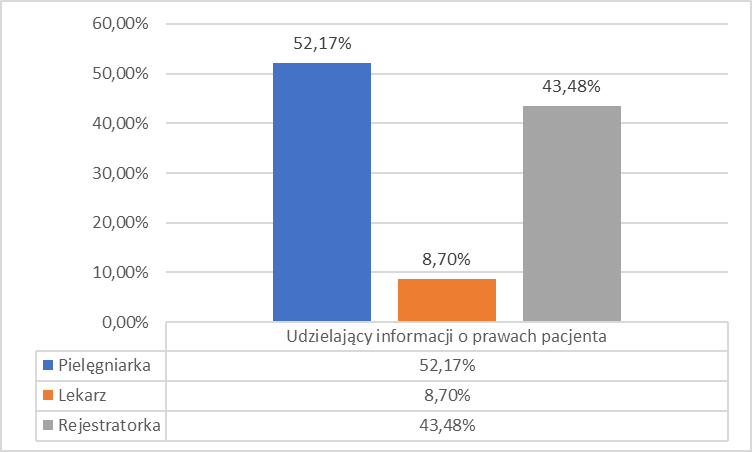 60,00%
52,17%
50,00%
43,48%
40,00%
30,00%
20,00%
8,70%
10,00%
0,00%
Udzielający informacji o prawach pacjenta
Pielęgniarka 52,17%
Lekarz 8,70%
Rejestratorka 43,48%